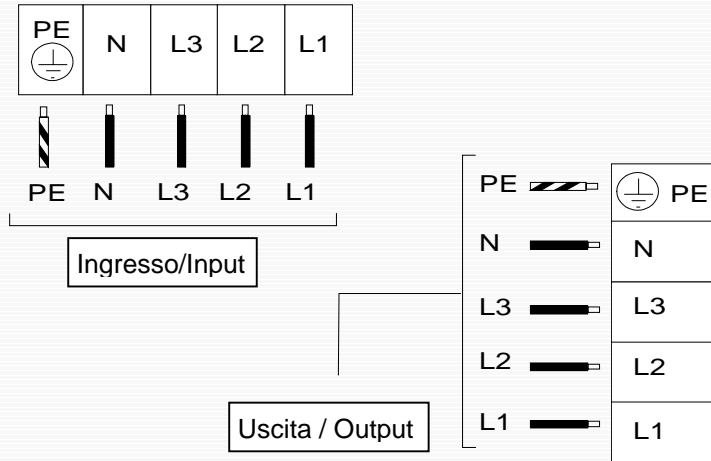 PE N L3 L2 L1
PE N L3 L2 L1
Ingresso/Input
PE PE
N N
L3 L3
L2 L2
L1 L1
Uscita / Output